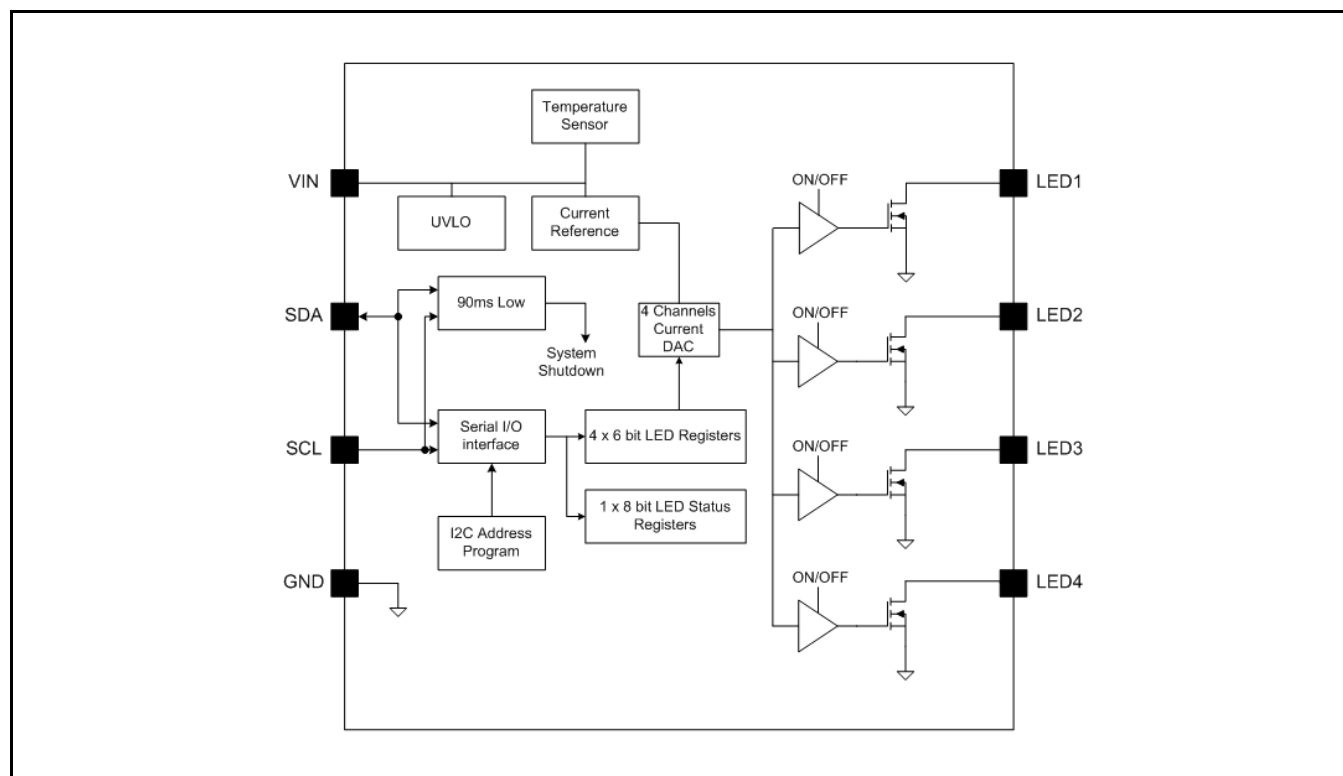 Temperature
Sensor
VIN
UVLO
Current
Reference
ON/OFF
LED1
SDA
90ms Low
System
Shutdown
4 Channels
Current
DAC
ON/OFF
LED2
SCL
Serial I/O
interface
4 x 6 bit LED Registers
ON/OFF
LED3
1 x 8 bit LED Status
Registers
I2C Address
Program
GND
ON/OFF
LED4